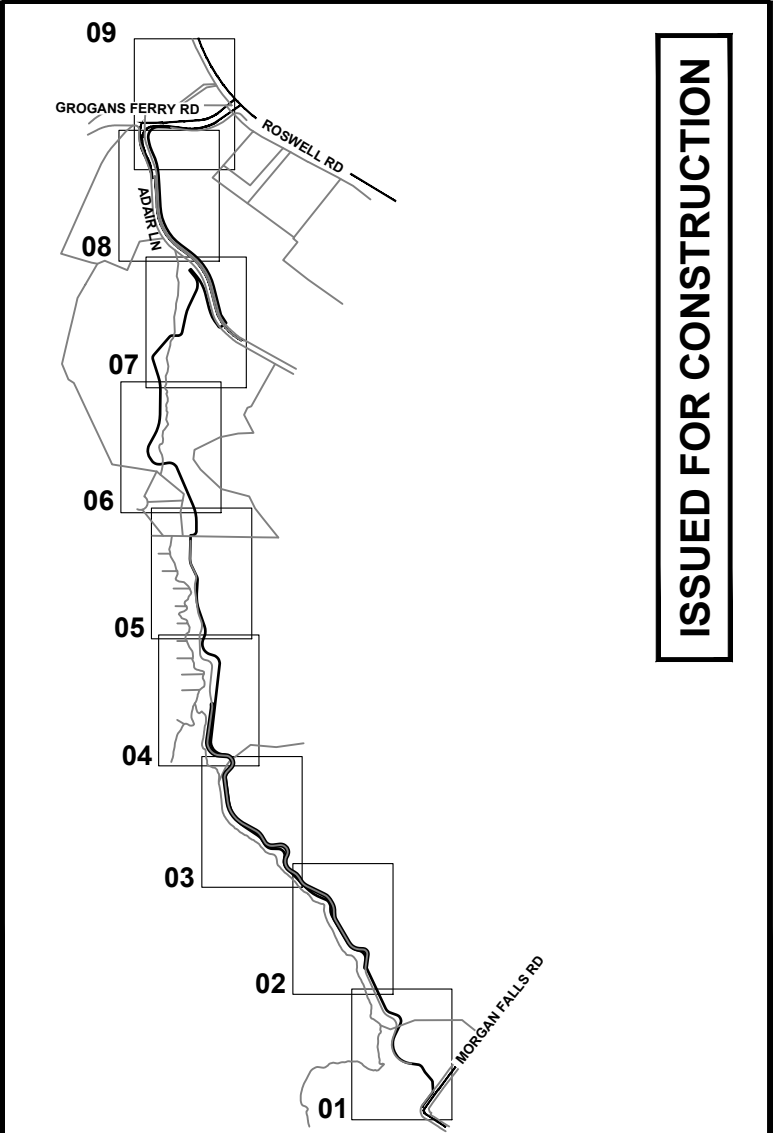 09
GROGANS FERRY RD
ROSWELL RD
ADAIR LN
08
07
06
05
04
03
02
MORGAN FALLS RD
01
ISSUED FOR CONSTRUCTION